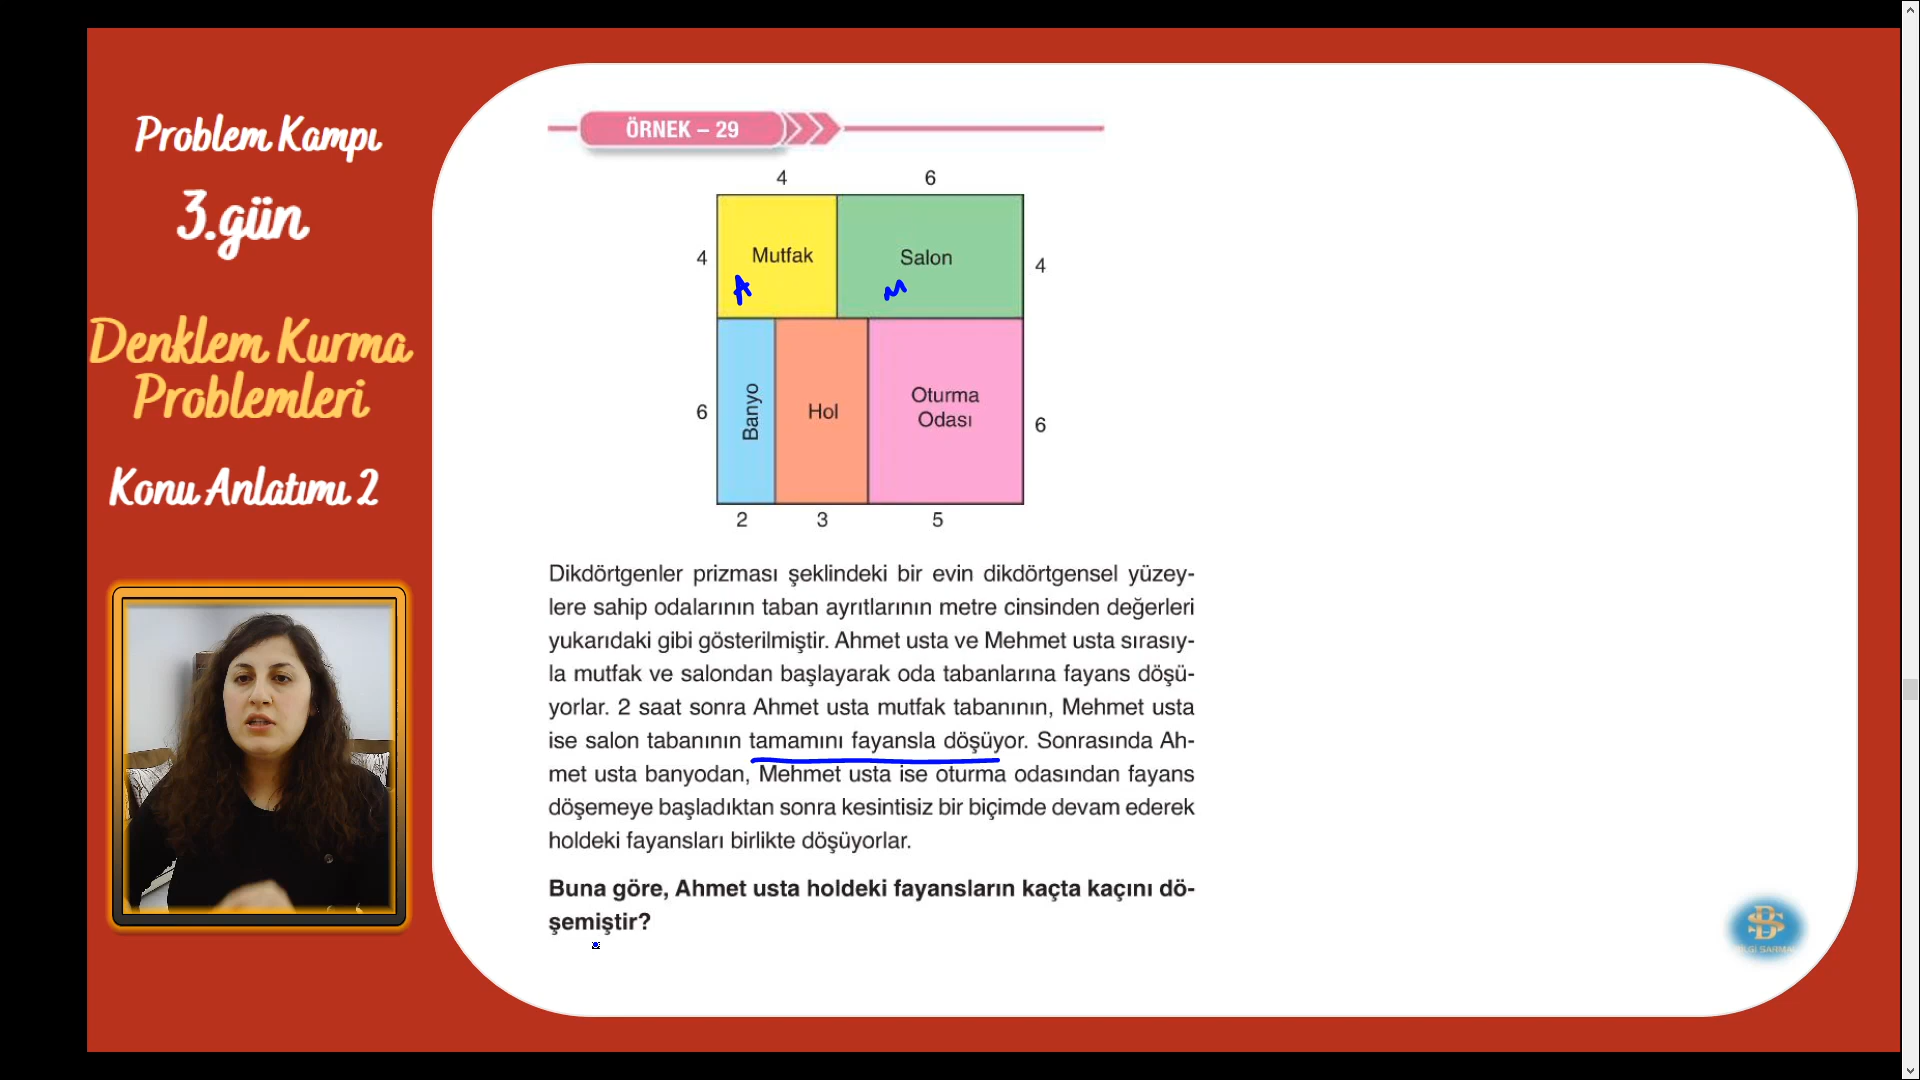 Problem Kampı
3.gün
Denklem Kurma
Problemleri
Konu Anlatımı 2
ÖRNEK – 29
4 6
4 Mutfak Salon 4
A M
6 Banyo Hol Oturma Odası 6
2 3 5
Dikdörtgenler prizması şeklindeki bir evin dikdörtgensel yüzey-
lere sahip odalarının taban ayrıtlarının metre cinsinden değerleri
yukarıdaki gibi gösterilmiştir. Ahmet usta ve Mehmet usta sırasıy-
la mutfak ve salondan başlayarak oda tabanlarına fayans döşü-
yorlar. 2 saat sonra Ahmet usta mutfak tabanının, Mehmet usta
ise salon tabanının tamamını fayansla döşüyor. Sonrasında Ah-
met usta banyodan, Mehmet usta ise oturma odasından fayans
döşemeye başladıktan sonra kesintisiz bir biçimde devam ederek
holdeki fayansları birlikte döşüyorlar.
Buna göre, Ahmet usta holdeki fayansların kaçta kaçını dö-
şemiştir?
BS
BİLGİ SARMAL